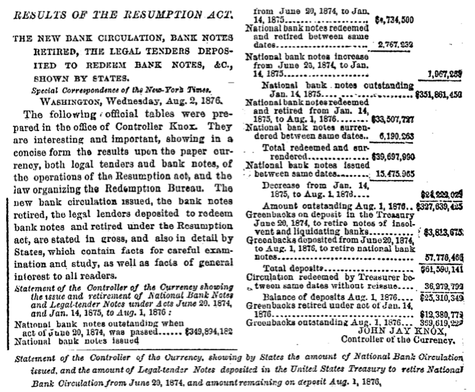 RESULTS OF THE RESUMPTION ACT.
THE NEW BANK CIRCULATION, BANK NOTES
RETIRED, THE LEGAL TENDERS DEPOS-
ITED TO REDEEM BANK NOTES, &C.,
SHOWN BY STATES.
Special Correspondence of the New-York Times.
WASHINGTON, Wednesday, Aug. 2, 1876.
The following official tables were pre-
pared in the office of Controller Knox. They
are interesting and important, showing in a
concise form the results upon the paper cur-
rency, both legal tenders and bank notes, of
the operations of the Resumption act, and the
law organizing the Redemption Bureau. The
new bank circulation issued, the bank notes
retired, the legal lenders deposited to redeem
bank notes and retired under the Resumption
act, are stated in gross, and also in detail by
States, which contain facts for careful exam-
ination and study, as well as facts of general
interest to all readers.
Statement of the Controller of the Currency showing
the issue and retirement of National Bank Notes
and Legal-tender Notes under Acts June 20, 1874,
and Jan. 14, 1875, to Aug. 1, 1876:
National bank notes outstanding when
act of June 20, 1874, was passed......$349,894,182
National bank notes issued
from June 20, 1874, to Jan.
14, 1875.......... $4,734,500
National bank notes redeemed
and retired between same
dates.......... 2,767,232
National bank notes increase
from June 20, 1874, to Jan.
14, 1875.......... 1,967,268
National bank notes outstanding
Jan. 14, 1875..........$351,861,450
National bank notes redeemed
and retired from Jan. 14,
1875, to Aug. 1, 1876....$33,507,727
National bank notes surren-
dered between same dates.. 6,190,263
Total redeemed and sur-
rendered..........$39,697,990
National bank notes issued
between same dates.......... 15,475,965
Decrease from Jan. 14,
1875, to Aug. 1, 1876.... $24,222,025
Amount outstanding Aug. 1, 1876..$327,639,425
Greenbacks on deposit in the Treasury
June 20, 1874, to retire notes of insol-
vent and liquidating banks.......... $3,813,675
Greenbacks deposited from June 20, 1874,
to Aug. 1, 1876, to retire national bank
notes.......... 57,776,466
Total deposits..........$61,590,141
Circulation redeemed by Treasurer be-
tween same dates without reissue.. 36,279,792
Balance of deposits Aug. 1, 1876....$25,310,349
Greenbacks retired under act of Jan. 14,
1875..........$12,380,772
Greenbacks outstanding Aug. 1, 1876....369,619,228
JOHN JAY KNOX,
Controller of the Currency.
Statement of the Controller of the Currency, showing by States the amount of National Bank Circulation
issued, and the amount of Legal-tender Notes deposited in the United States Treasury to retire National
Bank Circulation from June 20, 1874, and amount remaining on deposit Aug. 1, 1876.